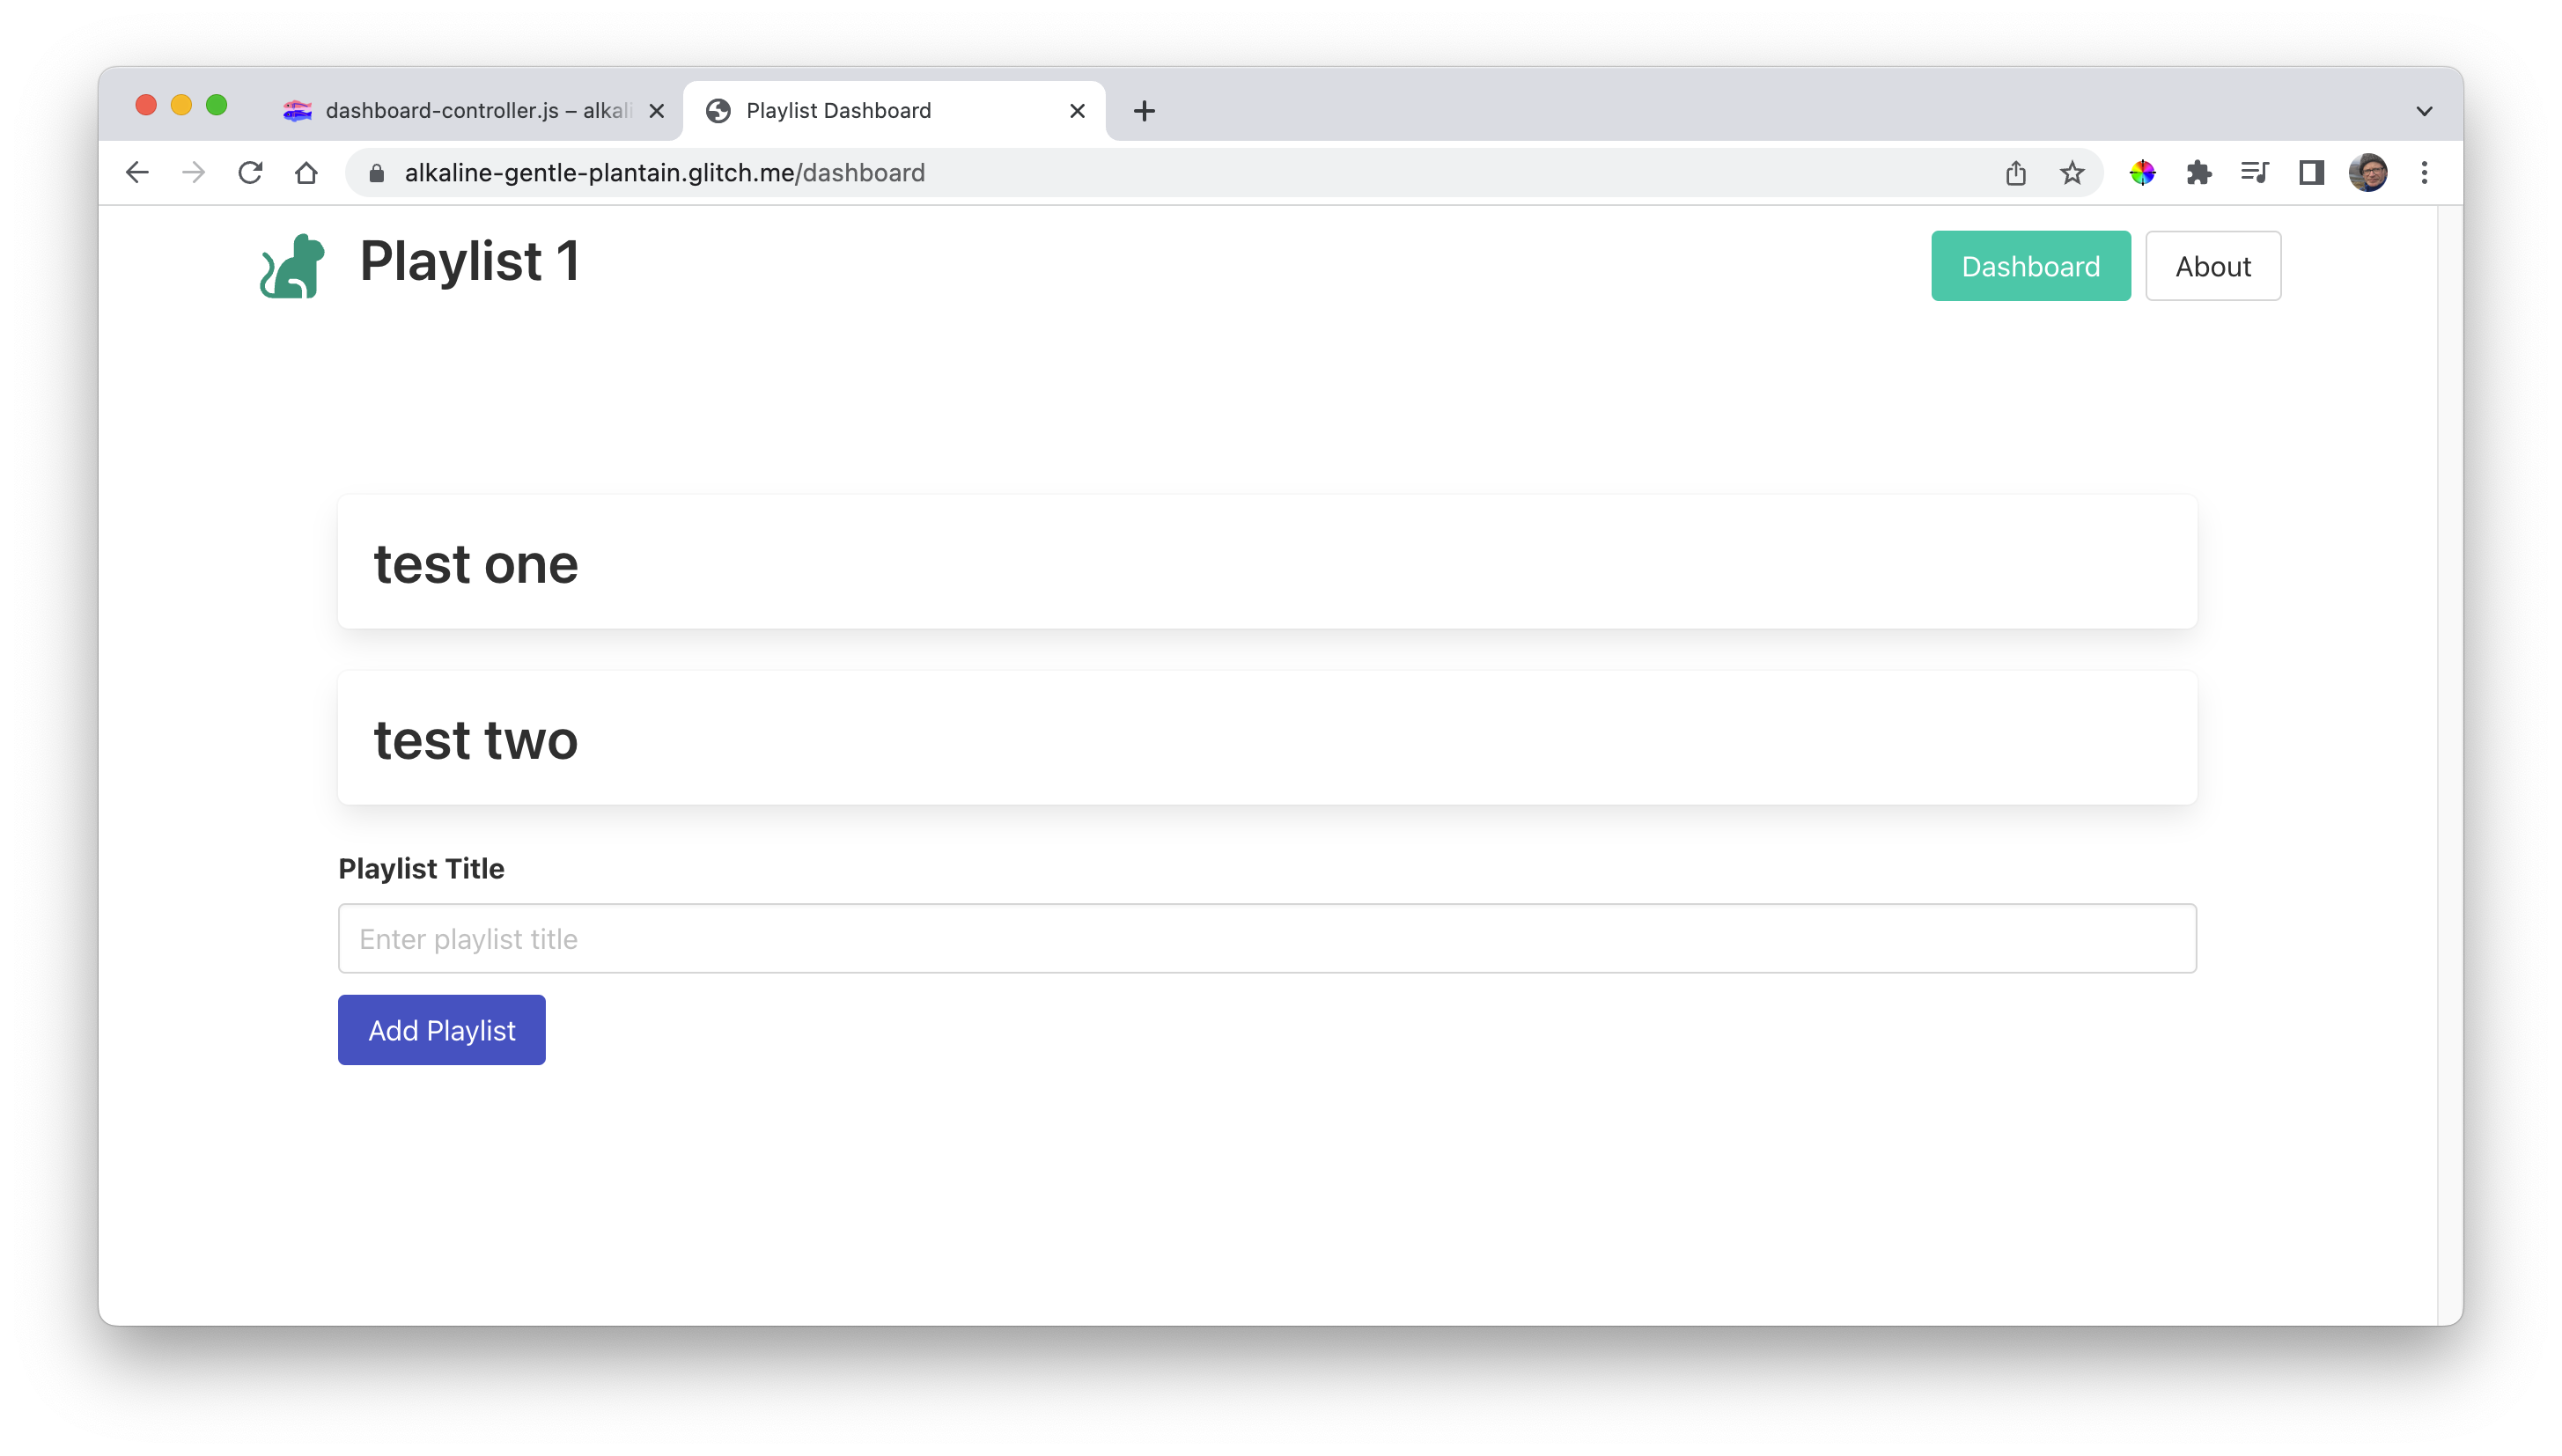 dashboard-controller.js – alkali
Playlist Dashboard
alkaline-gentle-plantain.glitch.me/dashboard
Playlist 1
Dashboard
About
test one
test two
Playlist Title
Enter playlist title
Add Playlist